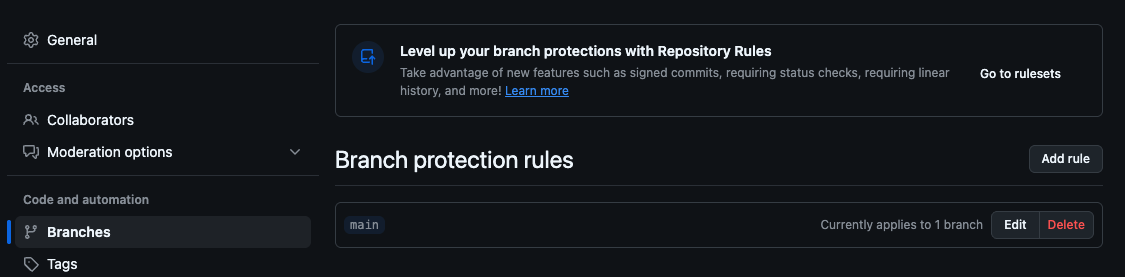 General
Access
Collaborators
Moderation options
Code and automation
Branches
Tags
Level up your branch protections with Repository Rules
Take advantage of new features such as signed commits, requiring status checks, requiring linear
history, and more! Learn more
Go to rulesets
Branch protection rules
Add rule
main
Currently applies to 1 branch
Edit
Delete